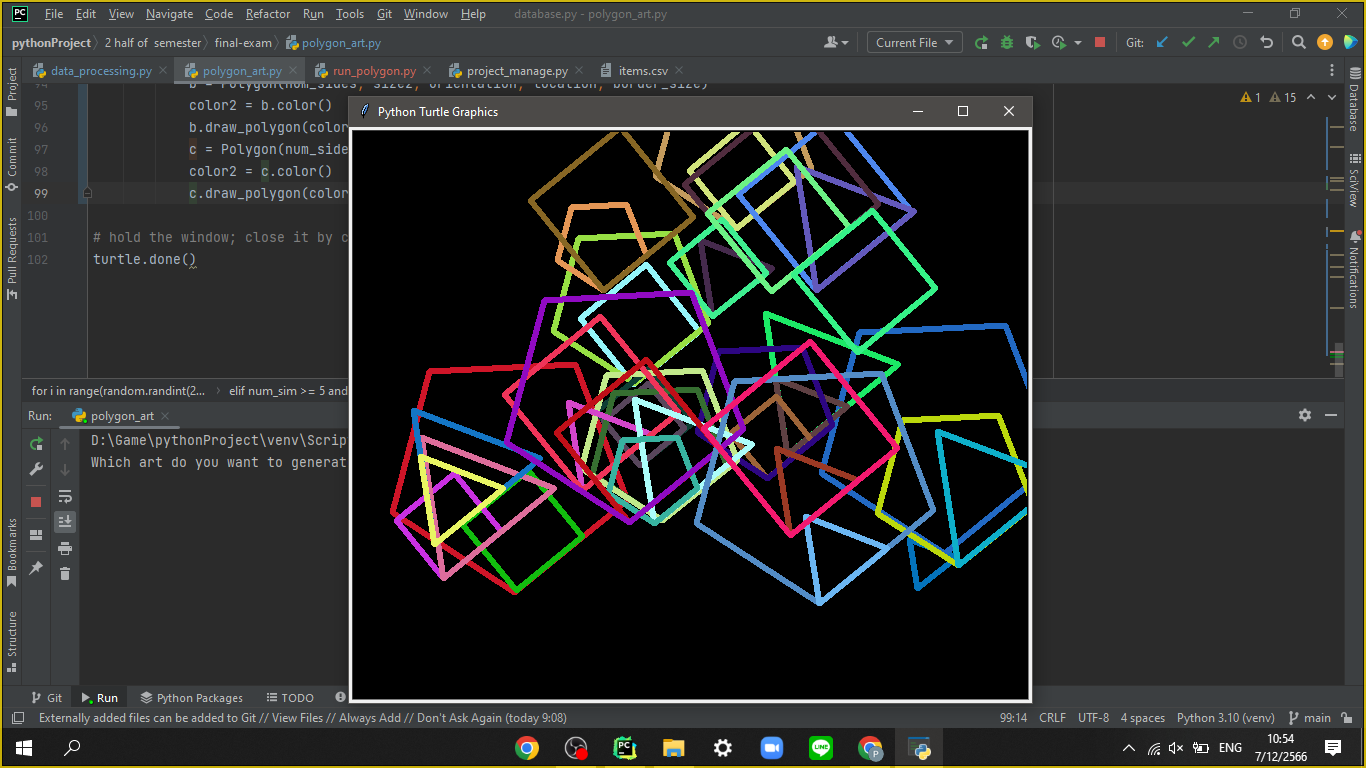 File Edit View Navigate Code Refactor Run Tools Git Window Help database.py - polygon_art.py
pythonProject 2 half of semester final-exam polygon_art.py Current File Git:
data_processing.py polygon_art.py run_polygon.py project_manage.py items.csv
95 color2 = b.color()
96 b.draw_polygon(color
97 c = Polygon(num_side
98 color2 = c.color()
99 c.draw_polygon(color
100
101 # hold the window; close it by c
102 turtle.done()
1 15
Python Turtle Graphics
Project
Commit
Pull Requests
Bookmarks
Structure
Database
SciView
Notifications
for i in range(random.randint(2... elif num_sim >= 5 and
Run: polygon_art
D:\Game\pythonProject\venv\Scrip
Which art do you want to generat
Git Run Python Packages TODO
Externally added files can be added to Git // View Files // Always Add // Don't Ask Again (today 9:08) 99:14 CRLF UTF-8 4 spaces Python 3.10 (venv) main
ENG 10:54
7/12/2566